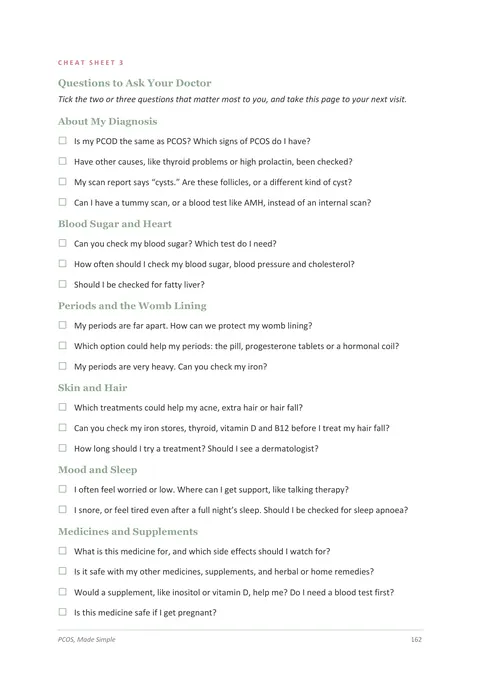 CHEAT SHEET 3
Questions to Ask Your Doctor
Tick the two or three questions that matter most to you, and take this page to your next visit.
About My Diagnosis
Is my PCOD the same as PCOS? Which signs of PCOS do I have?
Have other causes, like thyroid problems or high prolactin, been checked?
My scan report says “cysts.” Are these follicles, or a different kind of cyst?
Can I have a tummy scan, or a blood test like AMH, instead of an internal scan?
Blood Sugar and Heart
Can you check my blood sugar? Which test do I need?
How often should I check my blood sugar, blood pressure and cholesterol?
Should I be checked for fatty liver?
Periods and the Womb Lining
My periods are far apart. How can we protect my womb lining?
Which option could help my periods: the pill, progesterone tablets or a hormonal coil?
My periods are very heavy. Can you check my iron?
Skin and Hair
Which treatments could help my acne, extra hair or hair fall?
Can you check my iron stores, thyroid, vitamin D and B12 before I treat my hair fall?
How long should I try a treatment? Should I see a dermatologist?
Mood and Sleep
I often feel worried or low. Where can I get support, like talking therapy?
I snore, or feel tired even after a full night’s sleep. Should I be checked for sleep apnoea?
Medicines and Supplements
What is this medicine for, and which side effects should I watch for?
Is it safe with my other medicines, supplements, and herbal or home remedies?
Would a supplement, like inositol or vitamin D, help me? Do I need a blood test first?
Is this medicine safe if I get pregnant?
PCOS, Made Simple 162